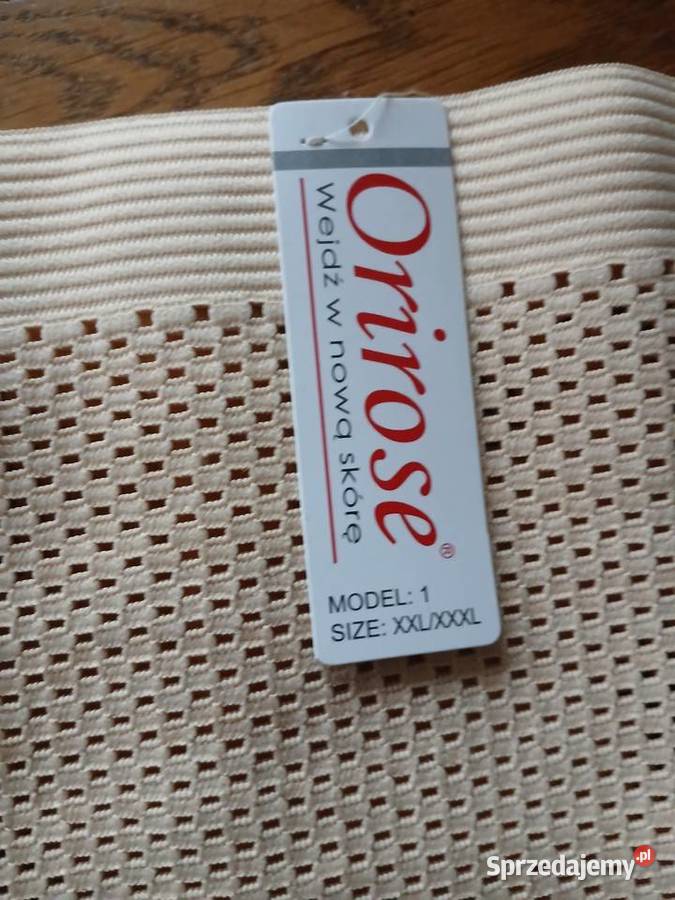 Orirose®
Wejdź w nową skórę
MODEL: 1
SIZE: XXL/XXXL
Sprzedajemy.pl